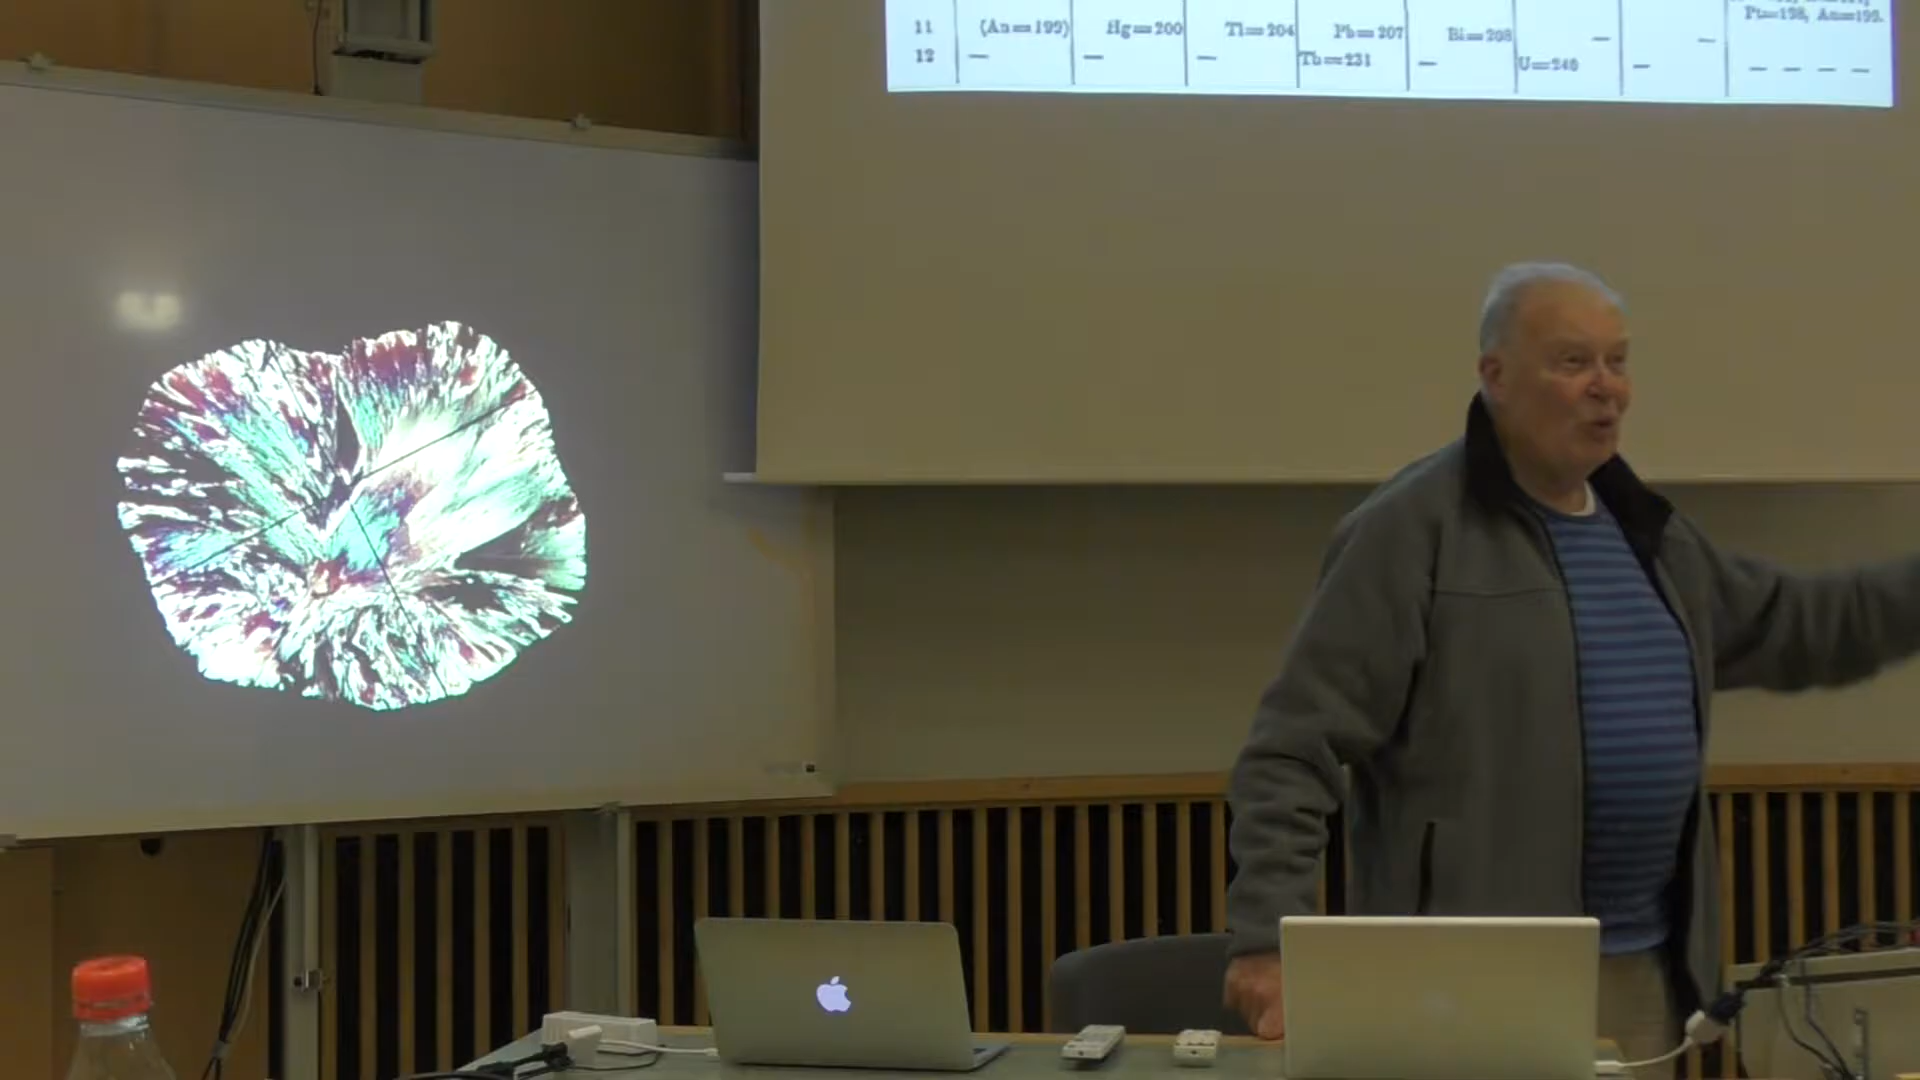 Pt=198, Au=199.
11 (Au=199) Hg=200 Tl=204 Pb=207 Bi=208 — —
12 — — — Th=231 — U=240 — — — — —